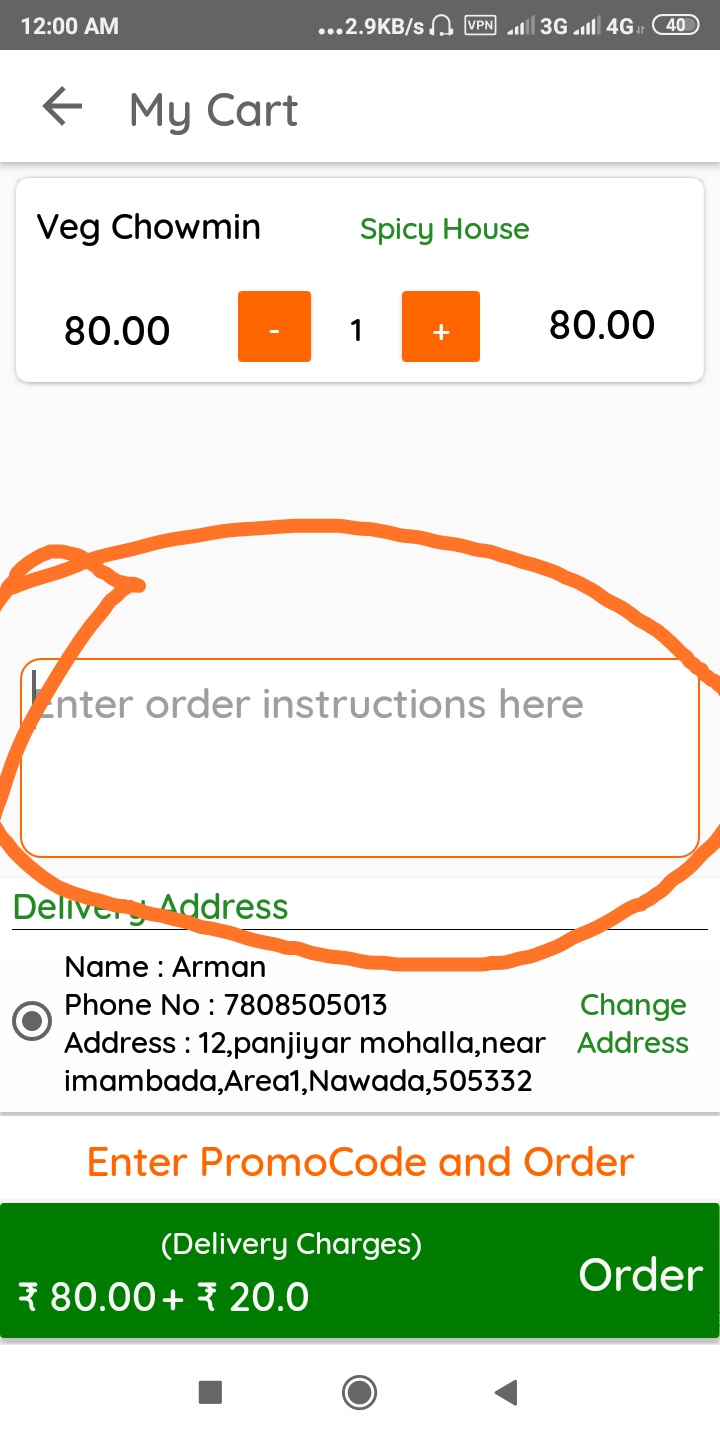 12:00 AM ...2.9KB/s VPN 3G 4G 40
My Cart
Veg Chowmin Spicy House
80.00 - 1 + 80.00
Enter order instructions here
Delivery Address
Name : Arman
Phone No : 7808505013
Address : 12,panjiyar mohalla,near
imambada,Area1,Nawada,505332
Change
Address
Enter PromoCode and Order
(Delivery Charges)
₹ 80.00+ ₹ 20.0
Order